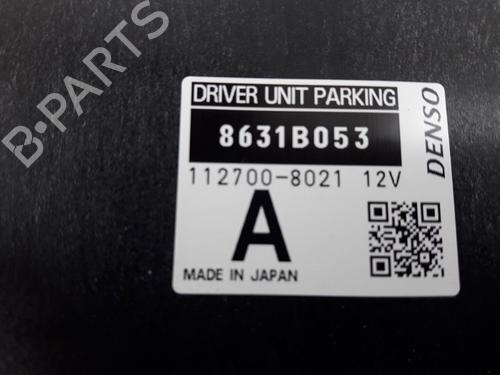 DRIVER UNIT PARKING
8631B053
112700-8021 12V
A
MADE IN JAPAN
DENSO
B-PARTS